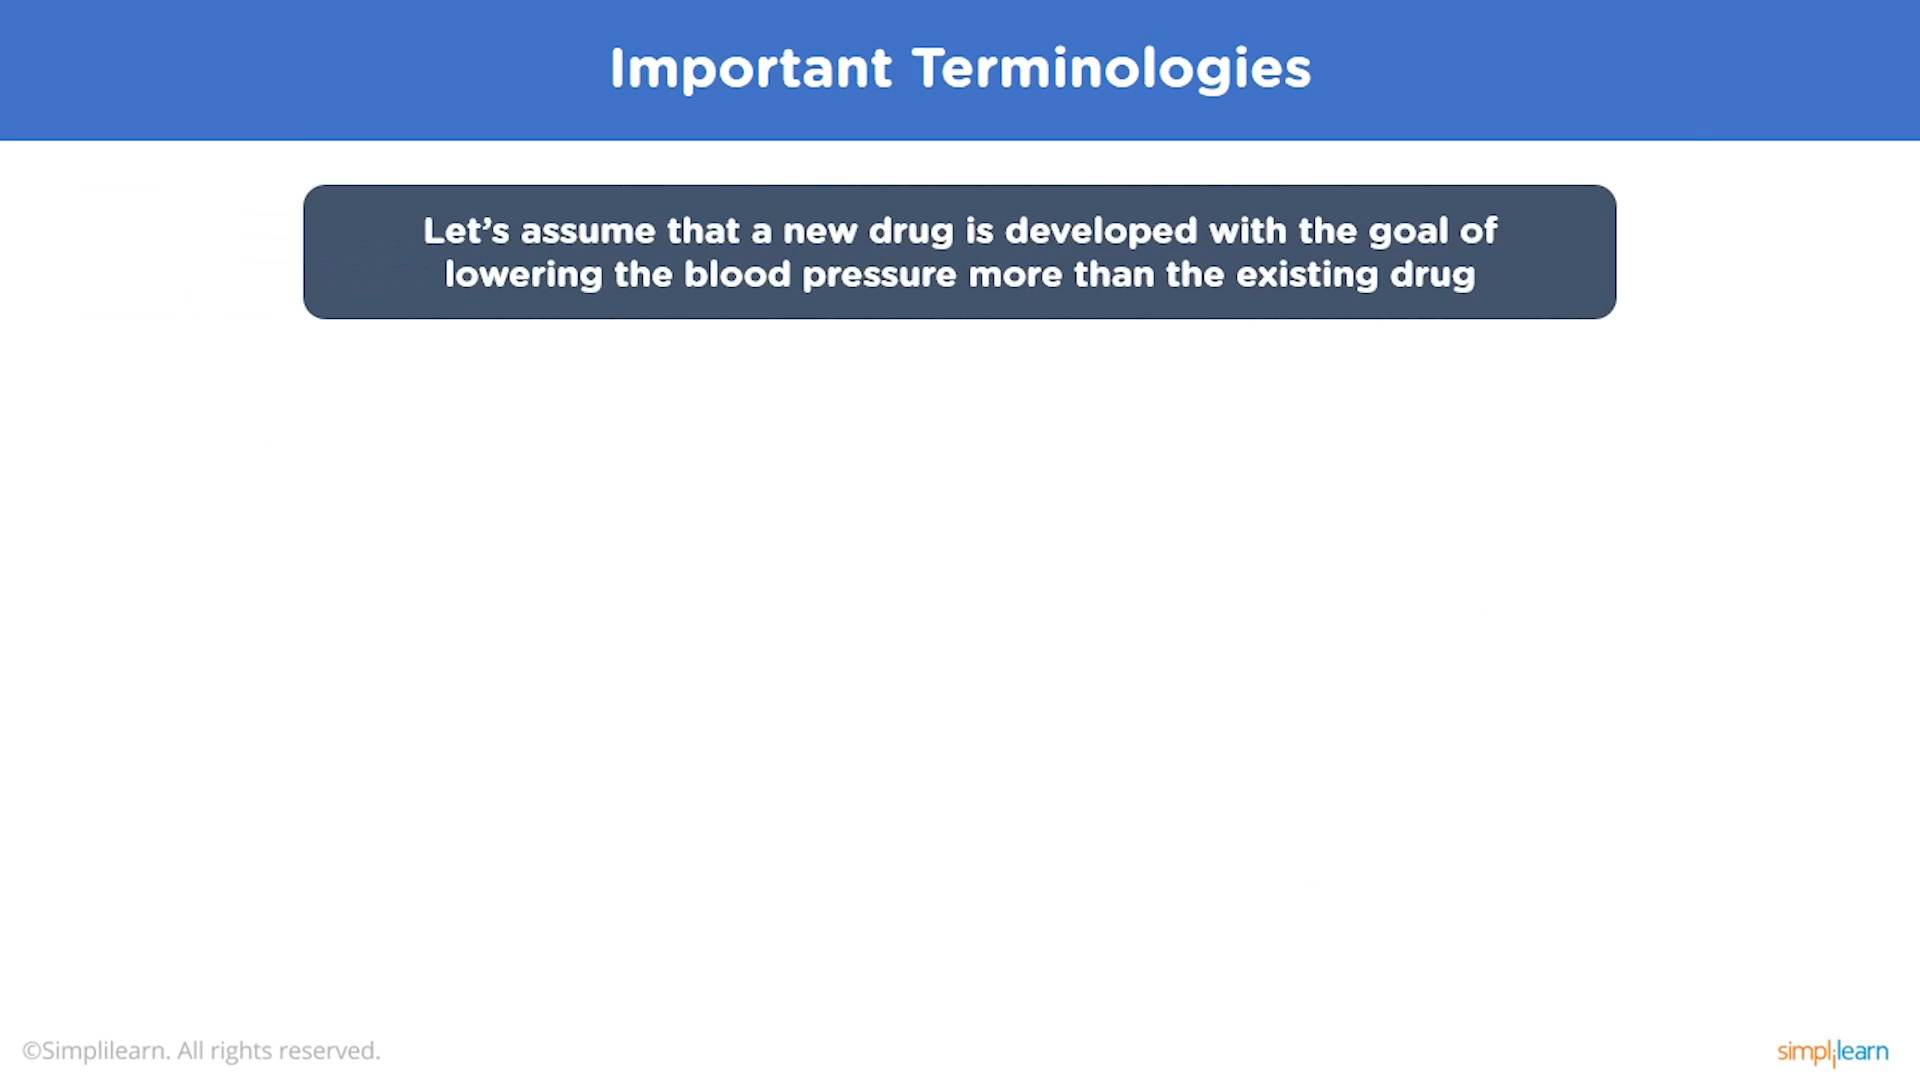 Important Terminologies
Let’s assume that a new drug is developed with the goal of
lowering the blood pressure more than the existing drug
©Simplilearn. All rights reserved.
simplilearn